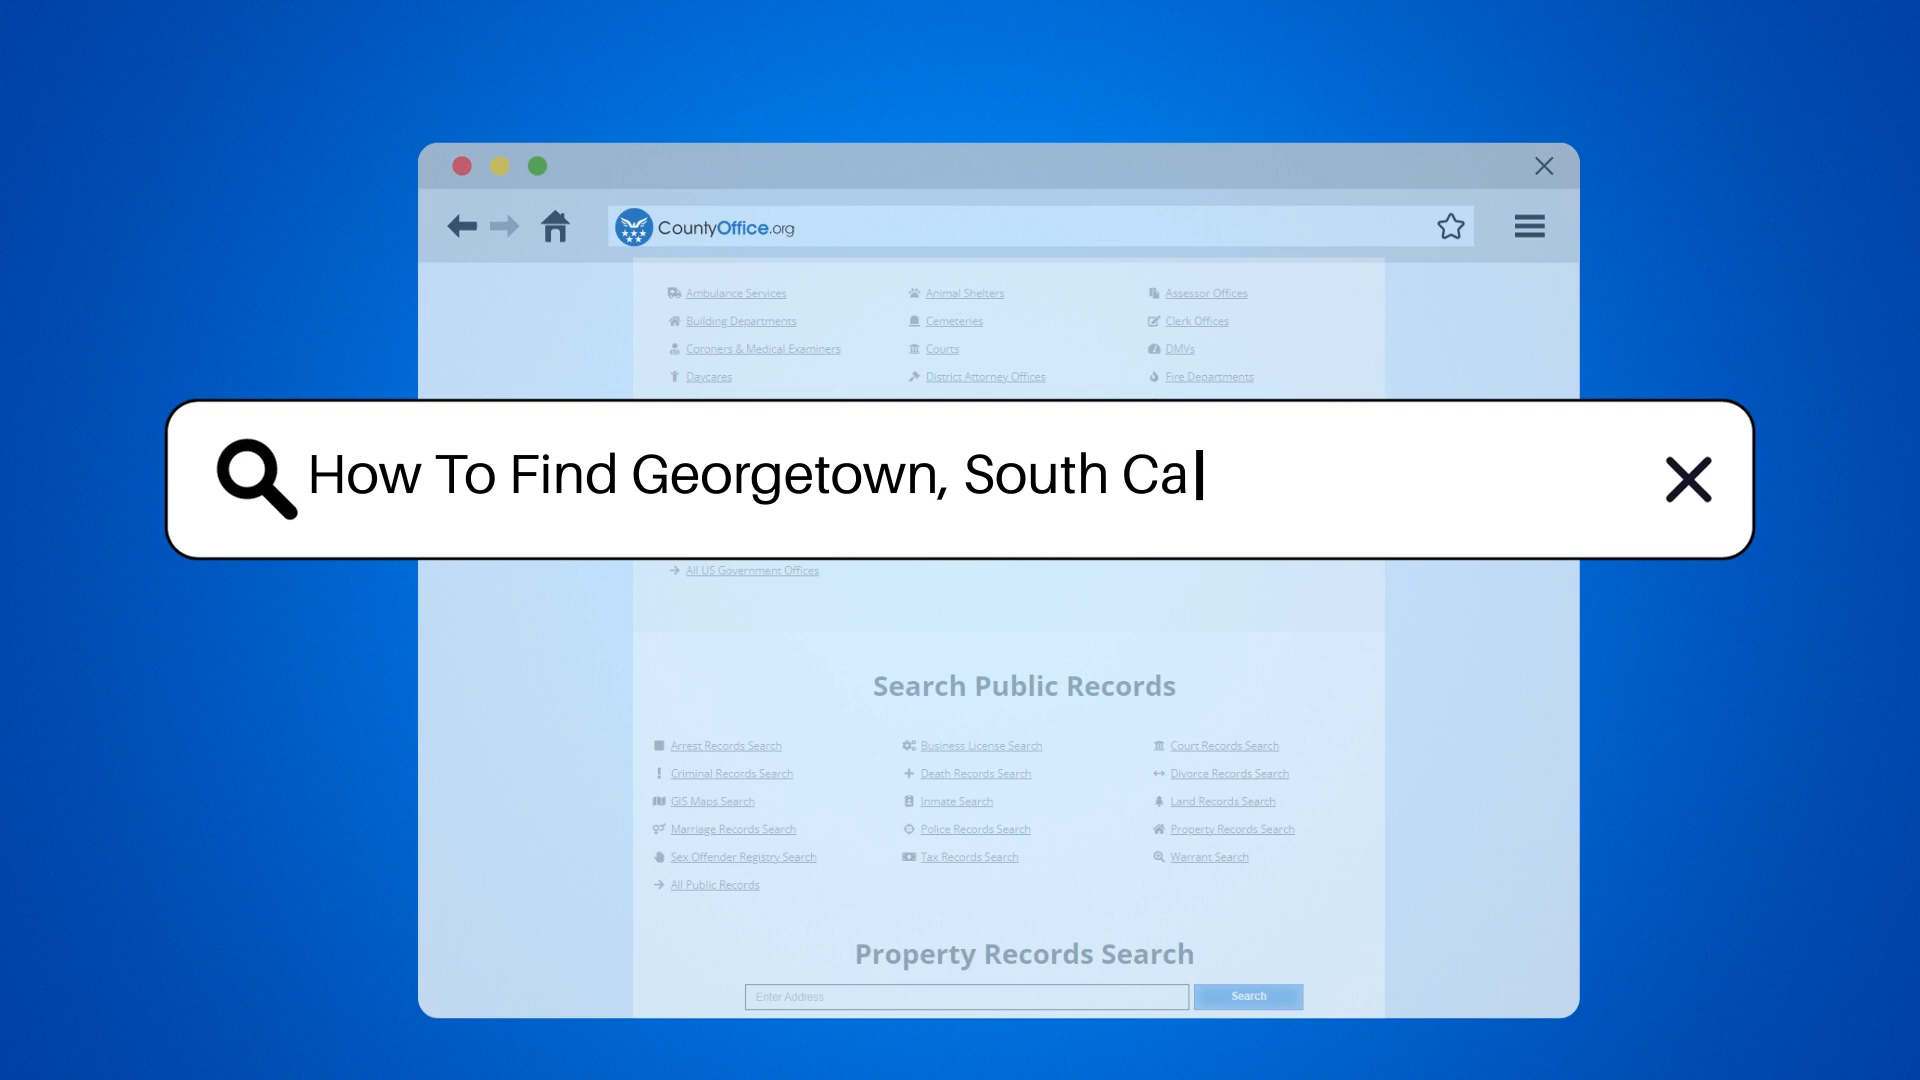 CountyOffice.org
Ambulance Services Animal Shelters Assessor Offices
Building Departments Cemeteries Clerk Offices
Coroners & Medical Examiners Courts DMVs
Daycares District Attorney Offices Fire Departments
How To Find Georgetown, South Ca
All US Government Offices
Search Public Records
Arrest Records Search Business License Search Court Records Search
Criminal Records Search Death Records Search Divorce Records Search
GIS Maps Search Inmate Search Land Records Search
Marriage Records Search Police Records Search Property Records Search
Sex Offender Registry Search Tax Records Search Warrant Search
All Public Records
Property Records Search
Enter Address Search